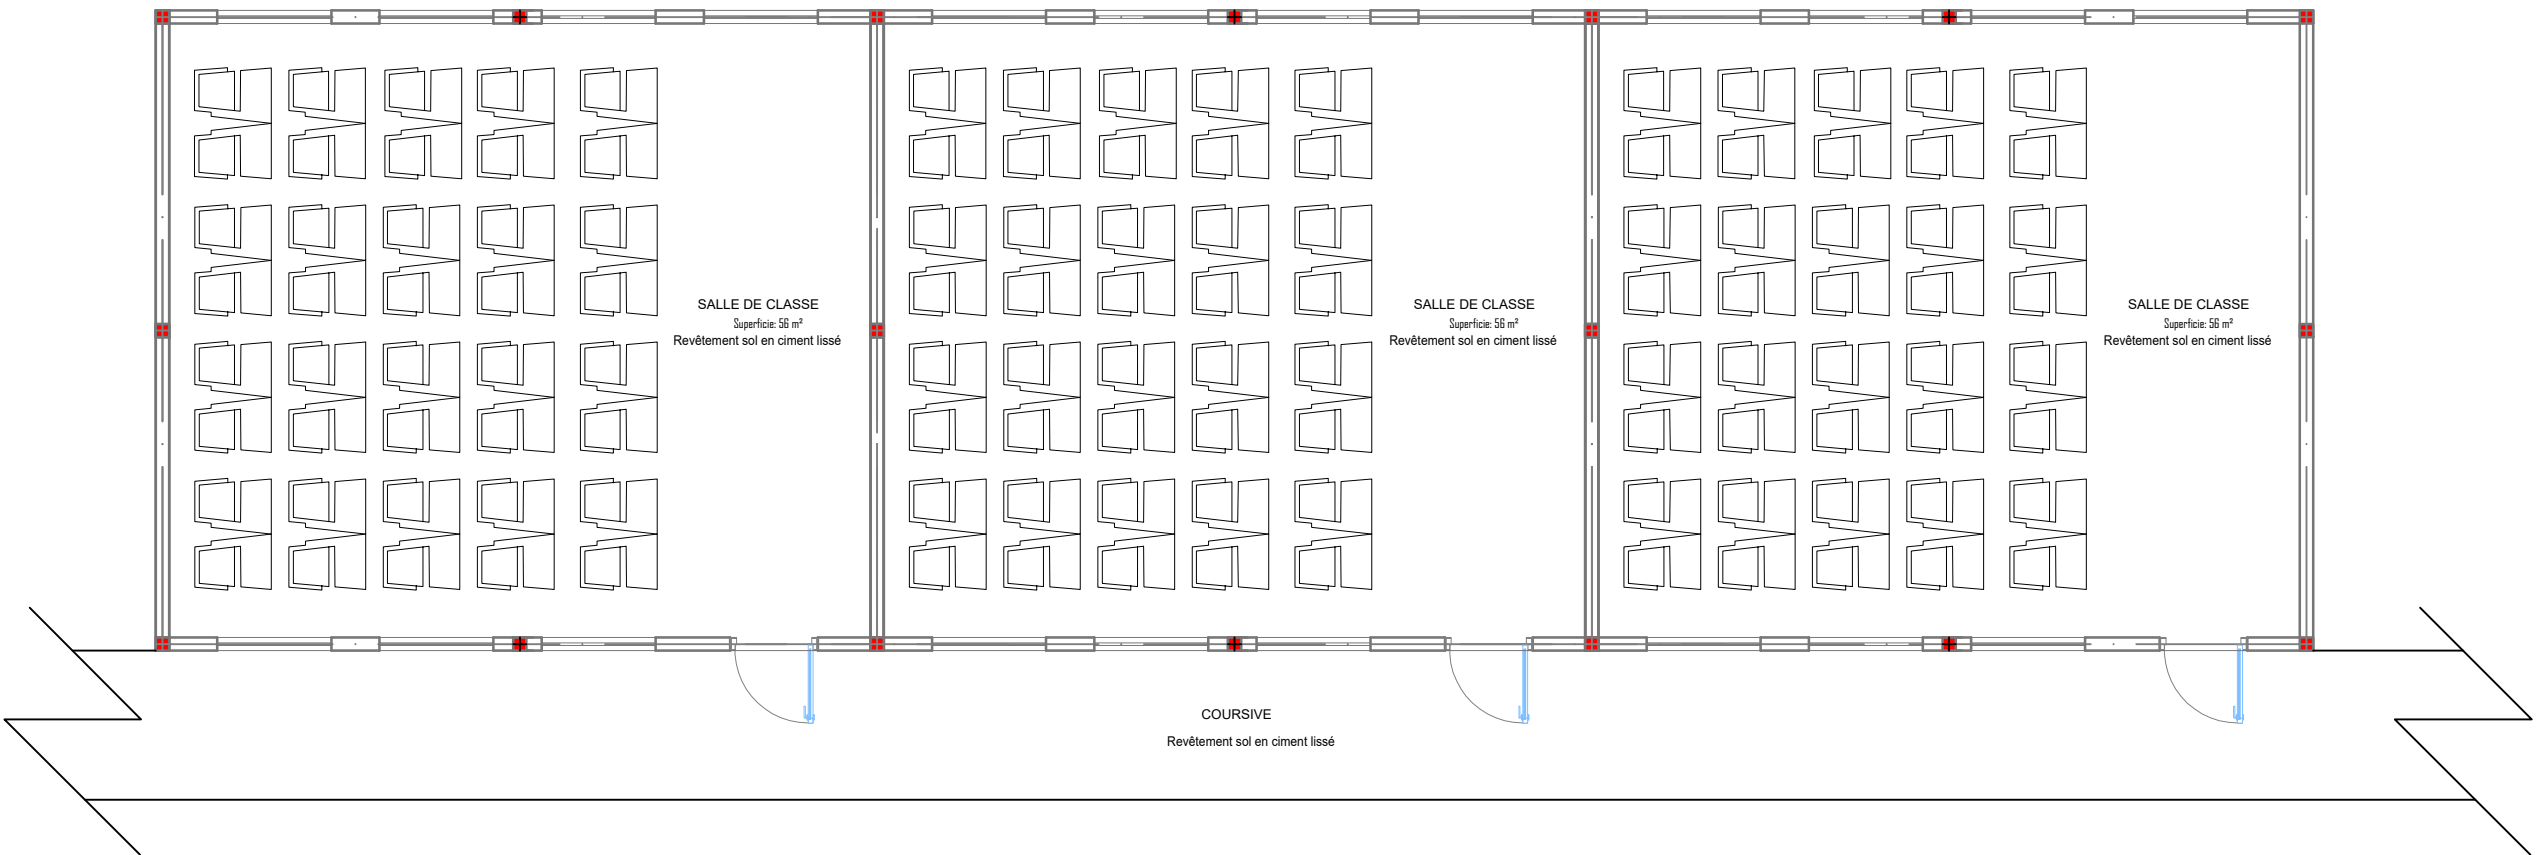 SALLE DE CLASSE
Superficie: 56 m²
Revêtement sol en ciment lissé
SALLE DE CLASSE
Superficie: 56 m²
Revêtement sol en ciment lissé
SALLE DE CLASSE
Superficie: 56 m²
Revêtement sol en ciment lissé
COURSIVE
Revêtement sol en ciment lissé